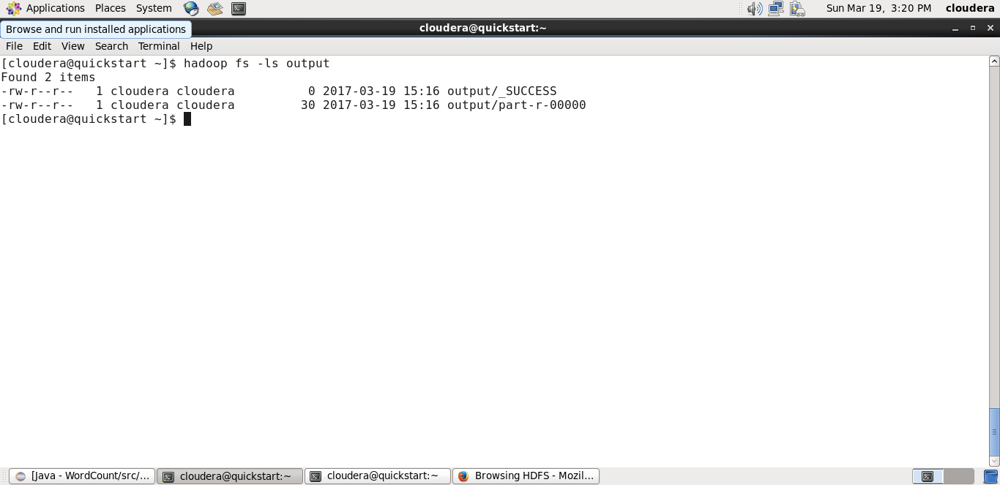 Applications Places System Sun Mar 19, 3:20 PM cloudera
Browse and run installed applications
cloudera@quickstart:~
File Edit View Search Terminal Help
[cloudera@quickstart ~]$ hadoop fs -ls output
Found 2 items
-rw-r--r--   1 cloudera cloudera          0 2017-03-19 15:16 output/_SUCCESS
-rw-r--r--   1 cloudera cloudera         30 2017-03-19 15:16 output/part-r-00000
[cloudera@quickstart ~]$
[Java - WordCount/src/... cloudera@quickstart:~ cloudera@quickstart:~ Browsing HDFS - Mozil...